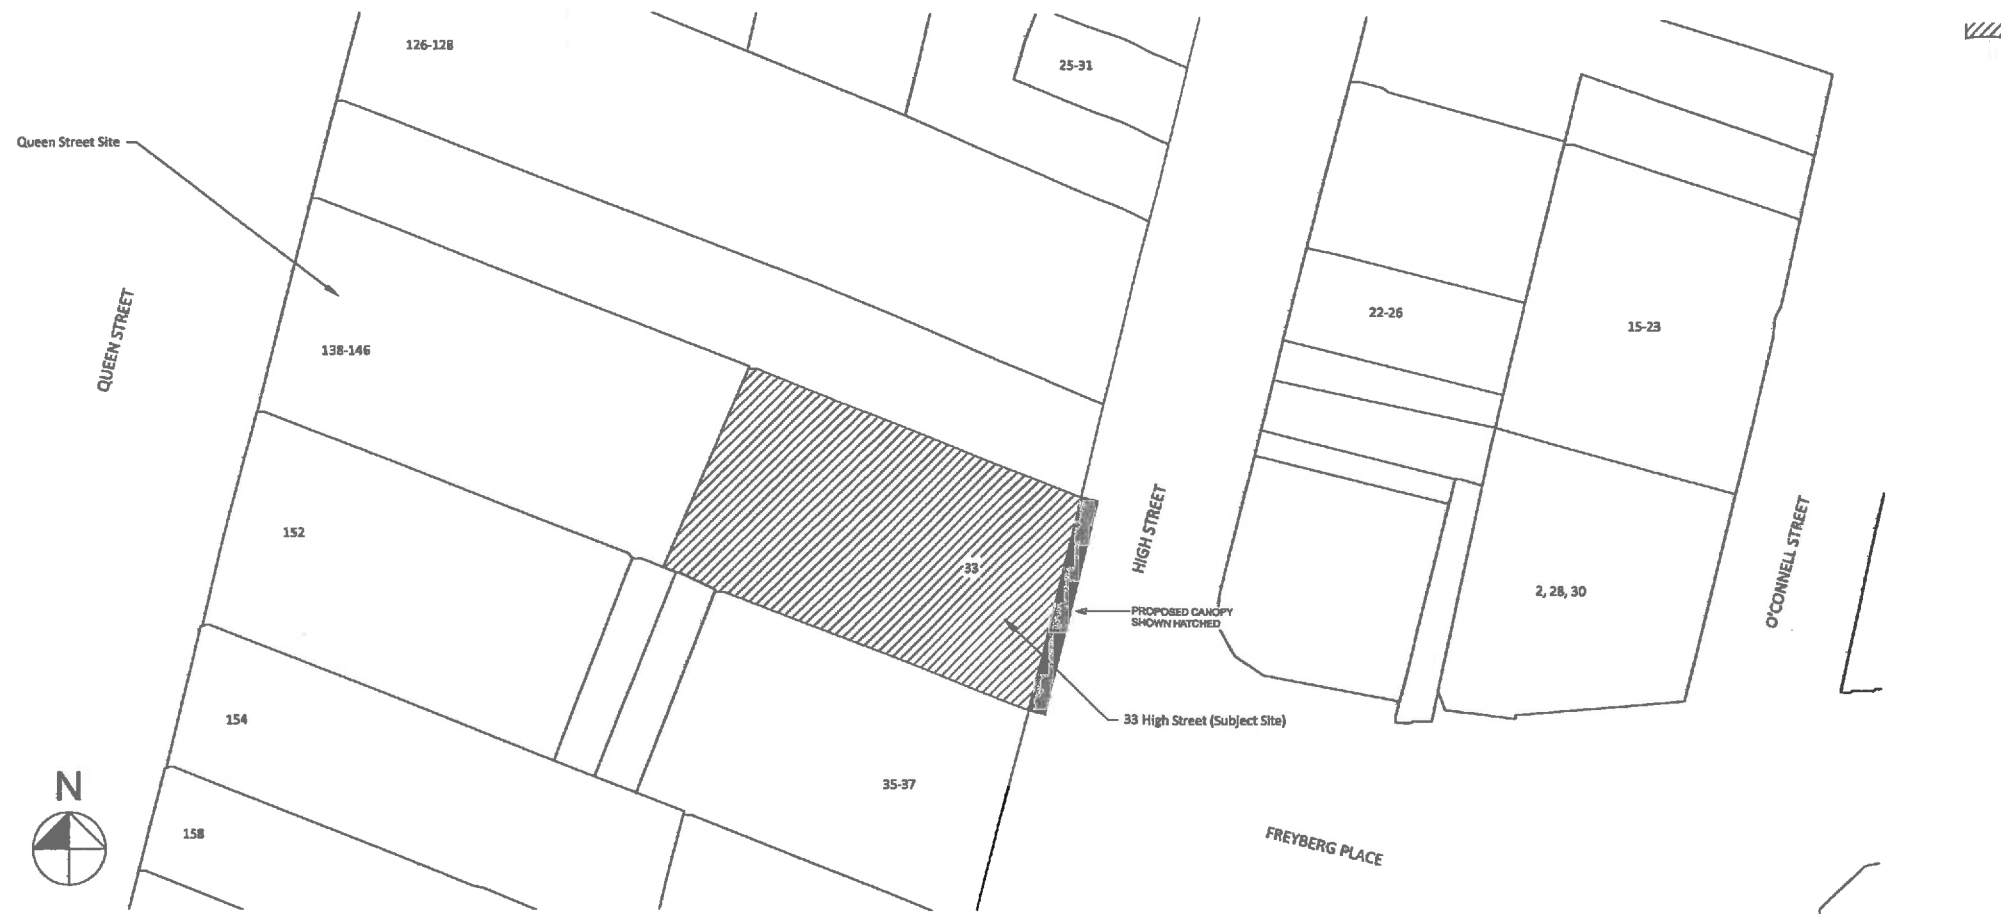 126-128
25-31
Queen Street Site
QUEEN STREET
138-146
22-26
15-23
152
33
HIGH STREET
PROPOSED CANOPY
SHOWN HATCHED
2, 28, 30
O'CONNELL STREET
154
33 High Street (Subject Site)
35-37
N
158
FREYBERG PLACE